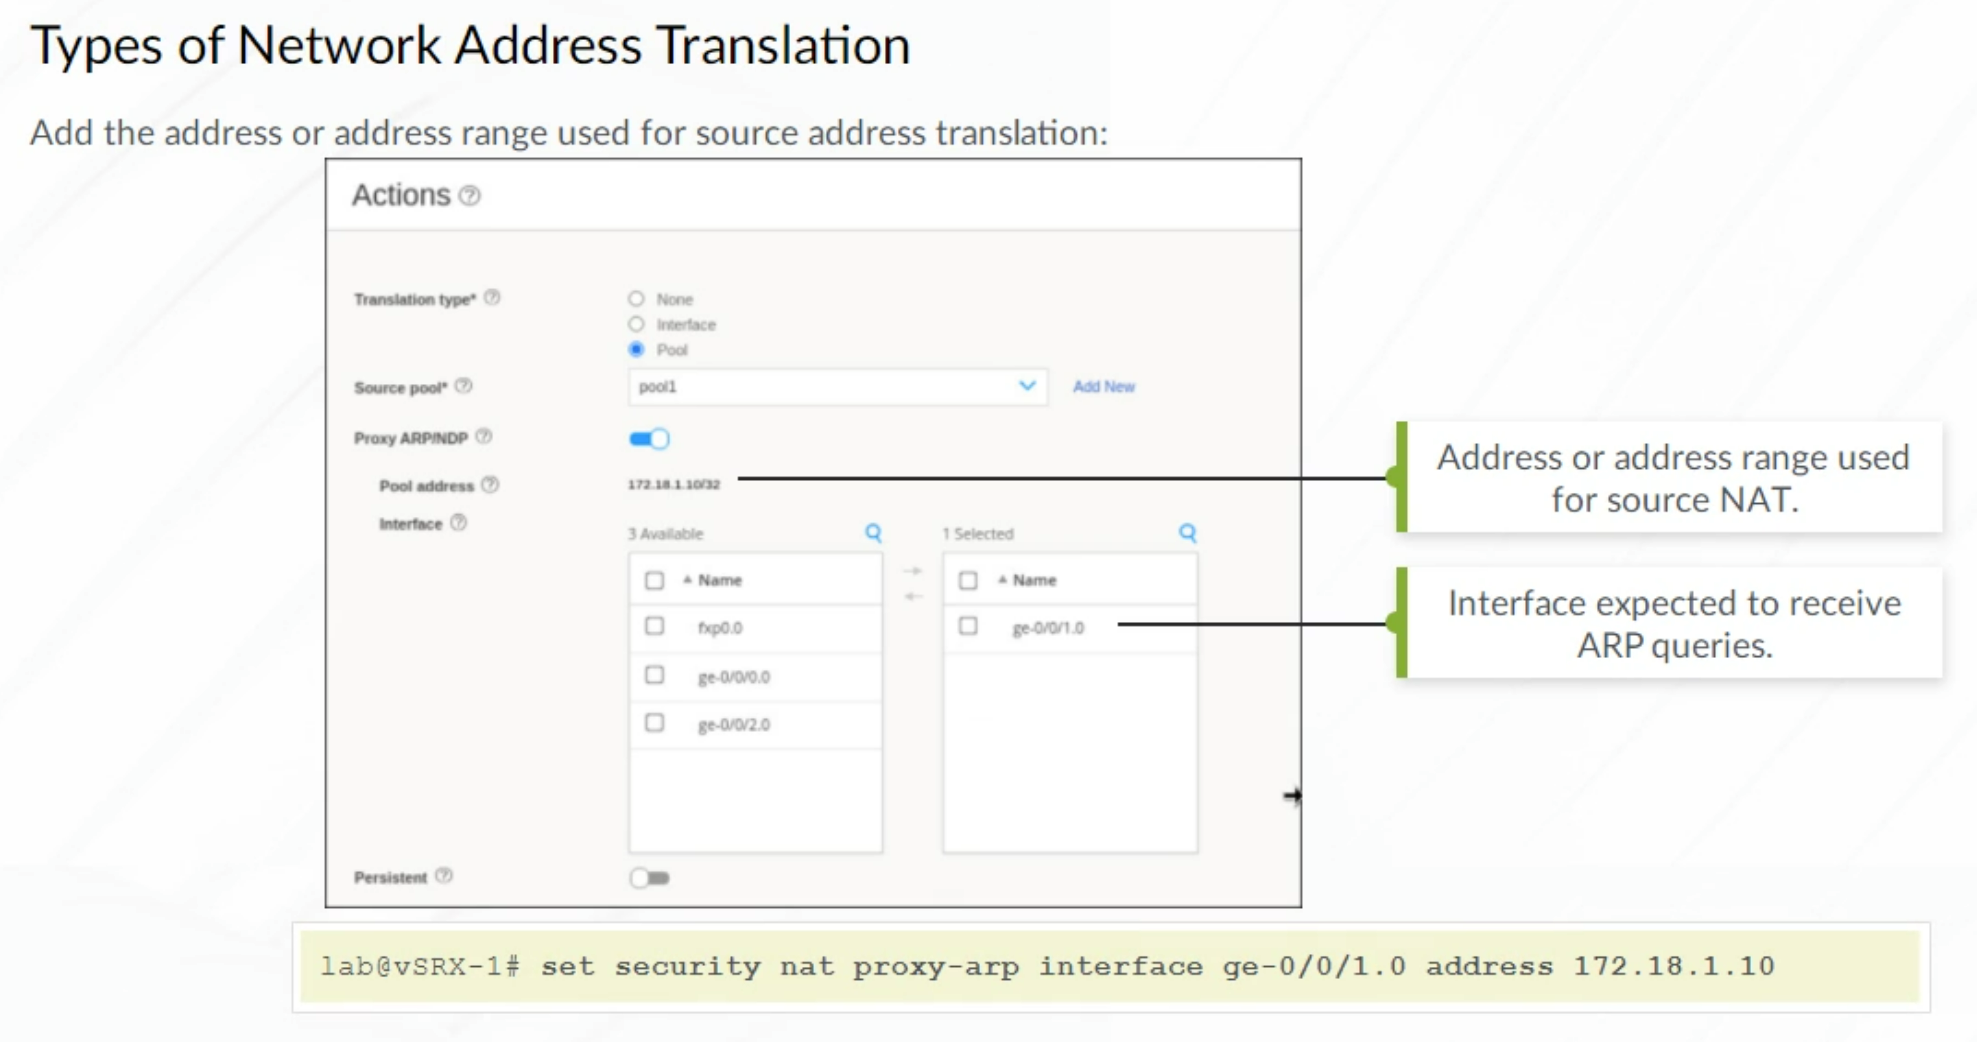 Types of Network Address Translation
Add the address or address range used for source address translation:
Actions ?
Translation type* ?
None
Interface
Pool
Source pool* ?
pool1
Add New
Proxy ARP/NDP ?
Pool address ?
172.18.1.10/32
Interface ?
3 Available
1 Selected
Name
Name
fxp0.0
ge-0/0/1.0
ge-0/0/0.0
ge-0/0/2.0
Persistent ?
Address or address range used
for source NAT.
Interface expected to receive
ARP queries.
lab@vSRX-1# set security nat proxy-arp interface ge-0/0/1.0 address 172.18.1.10